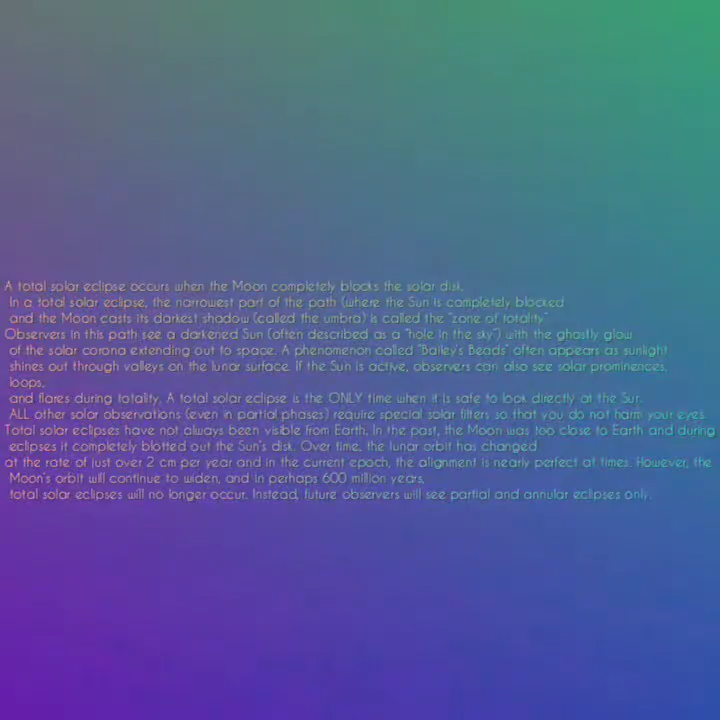 A total solar eclipse occurs when the Moon completely blocks the solar disk.
In a total solar eclipse, the narrowest part of the path (where the Sun is completely blocked
and the Moon casts its darkest shadow (called the umbra) is called the "zone of totality."
Observers in this path see a darkened Sun (often described as a "hole in the sky") with the ghostly glow
of the solar corona extending out to space. A phenomenon called "Bailey's Beads" often appears as sunlight
shines out through valleys on the lunar surface. If the Sun is active, observers can also see solar prominences,
loops,
and flares during totality. A total solar eclipse is the ONLY time when it is safe to look directly at the Sun.
ALL other solar observations (even in partial phases) require special solar filters so that you do not harm your eyes.
Total solar eclipses have not always been visible from Earth. In the past, the Moon was too close to Earth and during
eclipses it completely blotted out the Sun's disk. Over time, the lunar orbit has changed
at the rate of just over 2 cm per year and in the current epoch, the alignment is nearly perfect at times. However, the
Moon's orbit will continue to widen, and in perhaps 600 million years,
total solar eclipses will no longer occur. Instead, future observers will see partial and annular eclipses only.